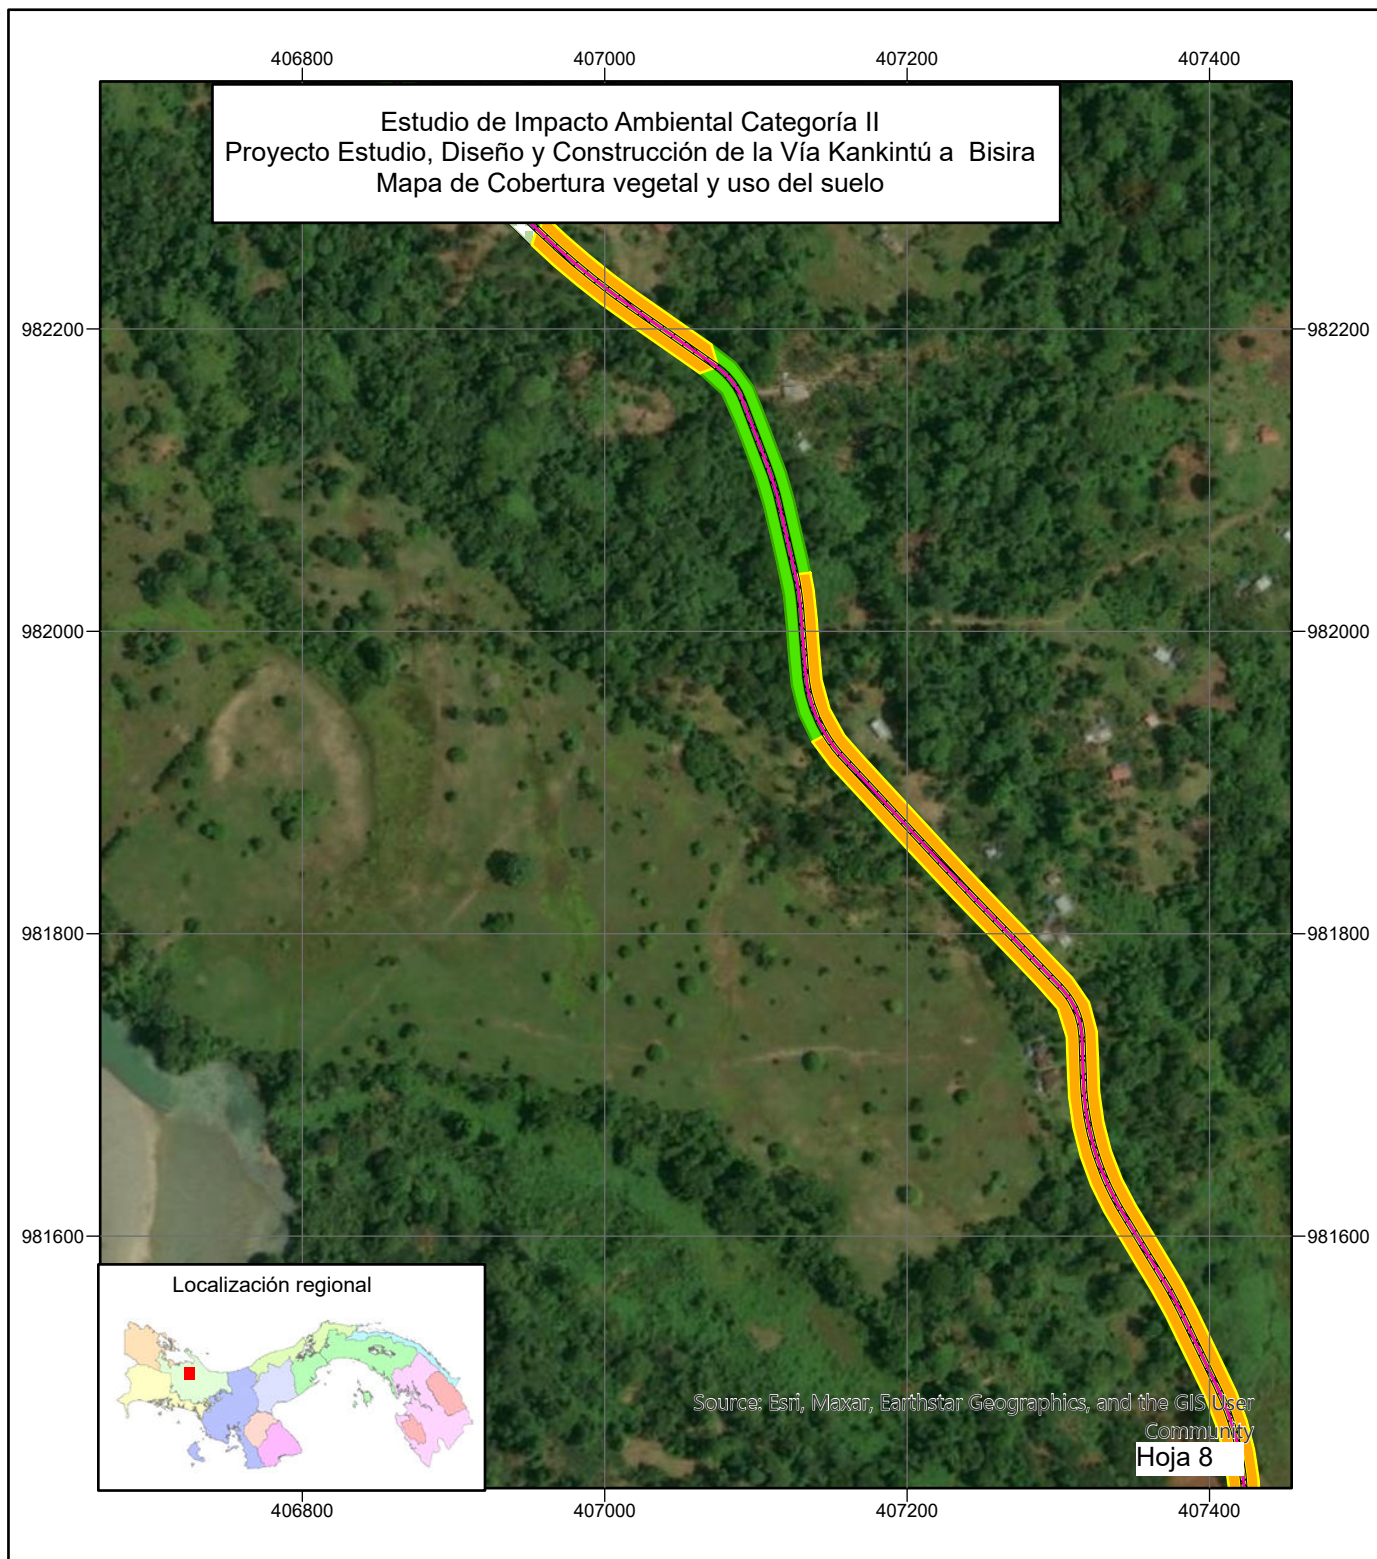 406800 407000 407200 407400
Estudio de Impacto Ambiental Categoría II
Proyecto Estudio, Diseño y Construcción de la Vía Kankintú a Bisira
Mapa de Cobertura vegetal y uso del suelo
982200 982200
982000 982000
981800 981800
981600 981600
Localización regional
Source: Esri, Maxar, Earthstar Geographics, and the GIS User
Community
Hoja 8
406800 407000 407200 407400